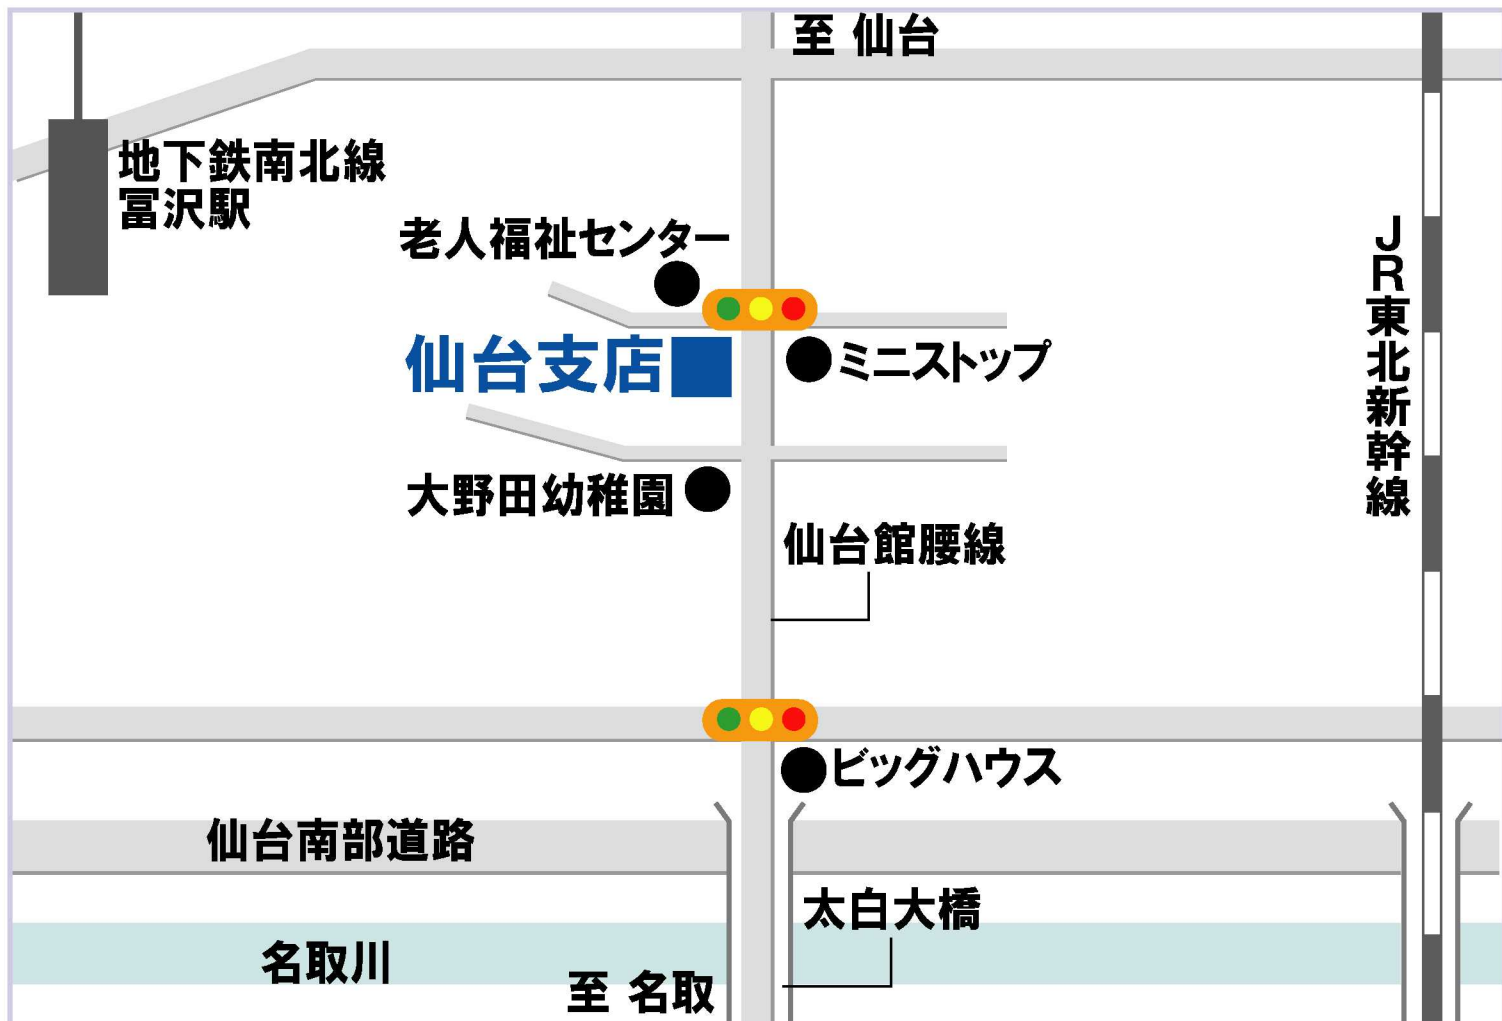 至 仙台
地下鉄南北線
富沢駅
老人福祉センター
JR東北新幹線
仙台支店
ミニストップ
大野田幼稚園
仙台館腰線
ビッグハウス
仙台南部道路
太白大橋
名取川
至 名取